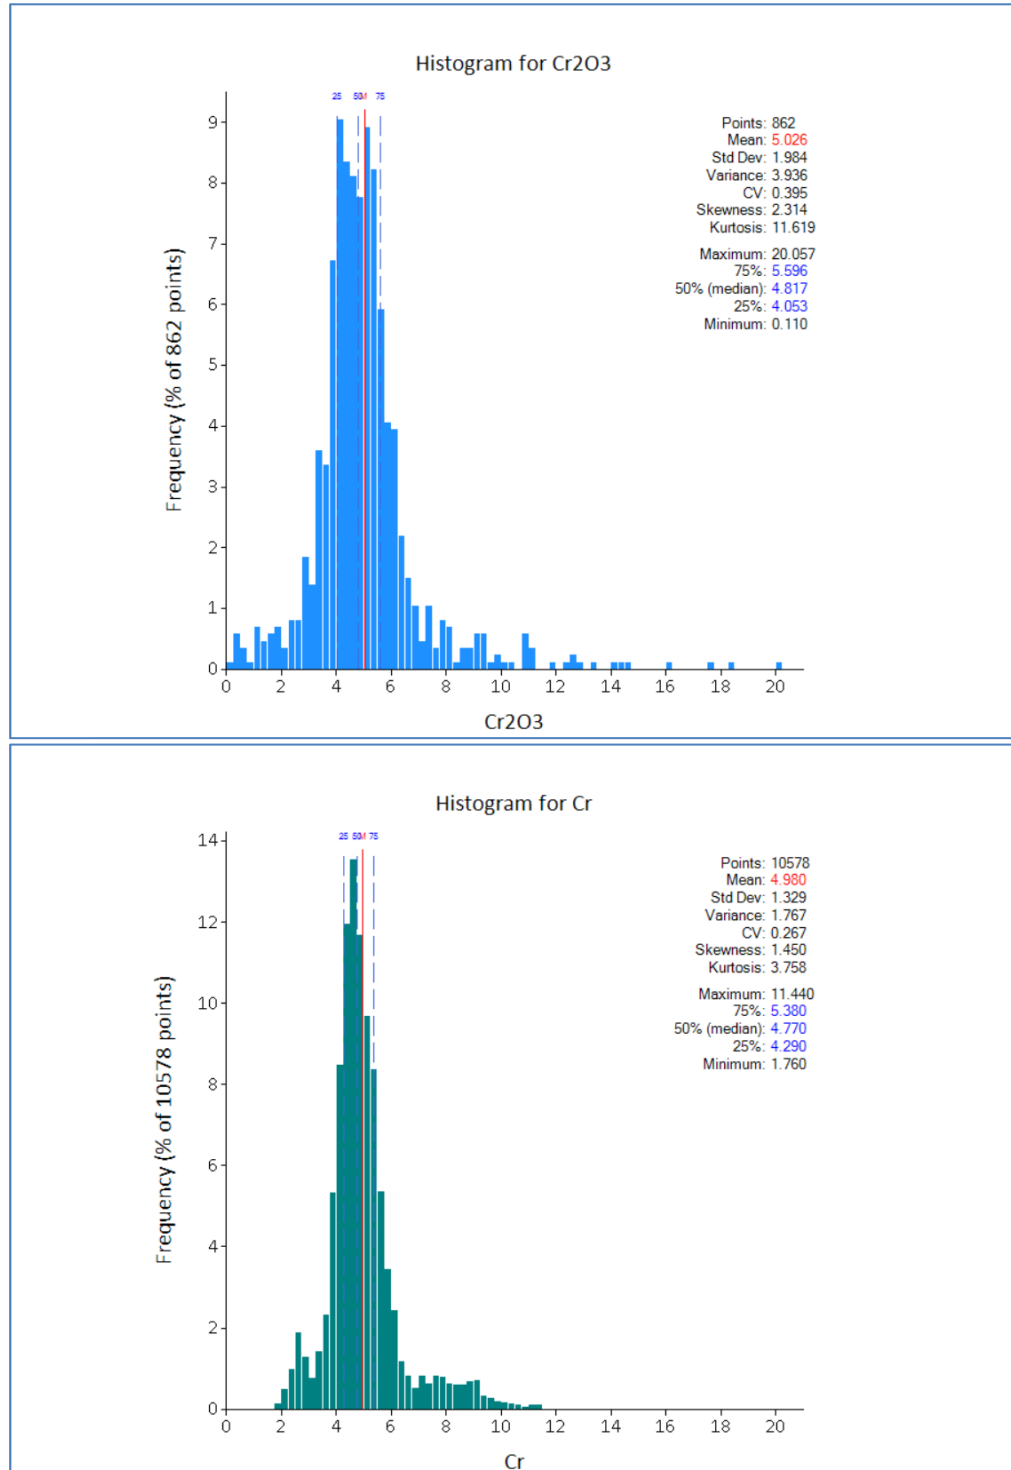 Histogram for Cr2O3
25 50 M 75
Points: 862
Mean: 5.026
Std Dev: 1.984
Variance: 3.936
CV: 0.395
Skewness: 2.314
Kurtosis: 11.619
Maximum: 20.057
75%: 5.596
50% (median): 4.817
25%: 4.053
Minimum: 0.110
Frequency (% of 862 points)
9
8
7
6
5
4
3
2
1
0
0 2 4 6 8 10 12 14 16 18 20
Cr2O3
Histogram for Cr
25 50 M 75
Points: 10578
Mean: 4.980
Std Dev: 1.329
Variance: 1.767
CV: 0.267
Skewness: 1.450
Kurtosis: 3.758
Maximum: 11.440
75%: 5.380
50% (median): 4.770
25%: 4.290
Minimum: 1.760
Frequency (% of 10578 points)
14
12
10
8
6
4
2
0
0 2 4 6 8 10 12 14 16 18 20
Cr